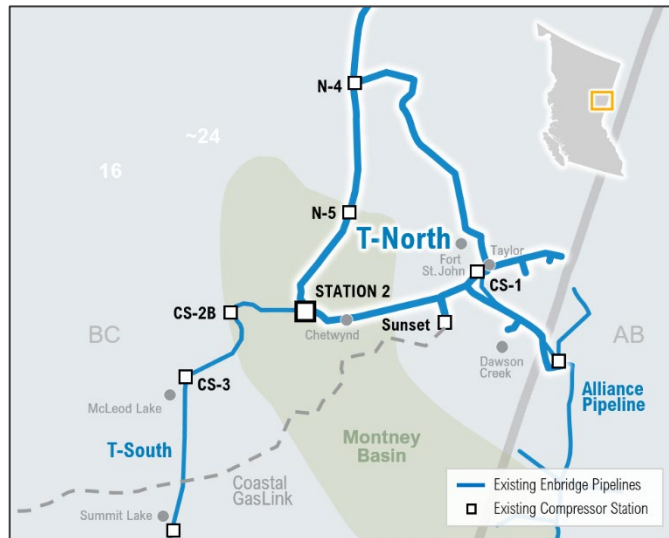 N-4
~24
16
N-5
T-North
Fort
St. John
Taylor
CS-1
STATION 2
CS-2B
Chetwynd
Sunset
BC
AB
CS-3
Dawson
Creek
McLeod Lake
Alliance
Pipeline
T-South
Montney
Basin
Coastal
GasLink
Summit Lake
Existing Enbridge Pipelines
Existing Compressor Station